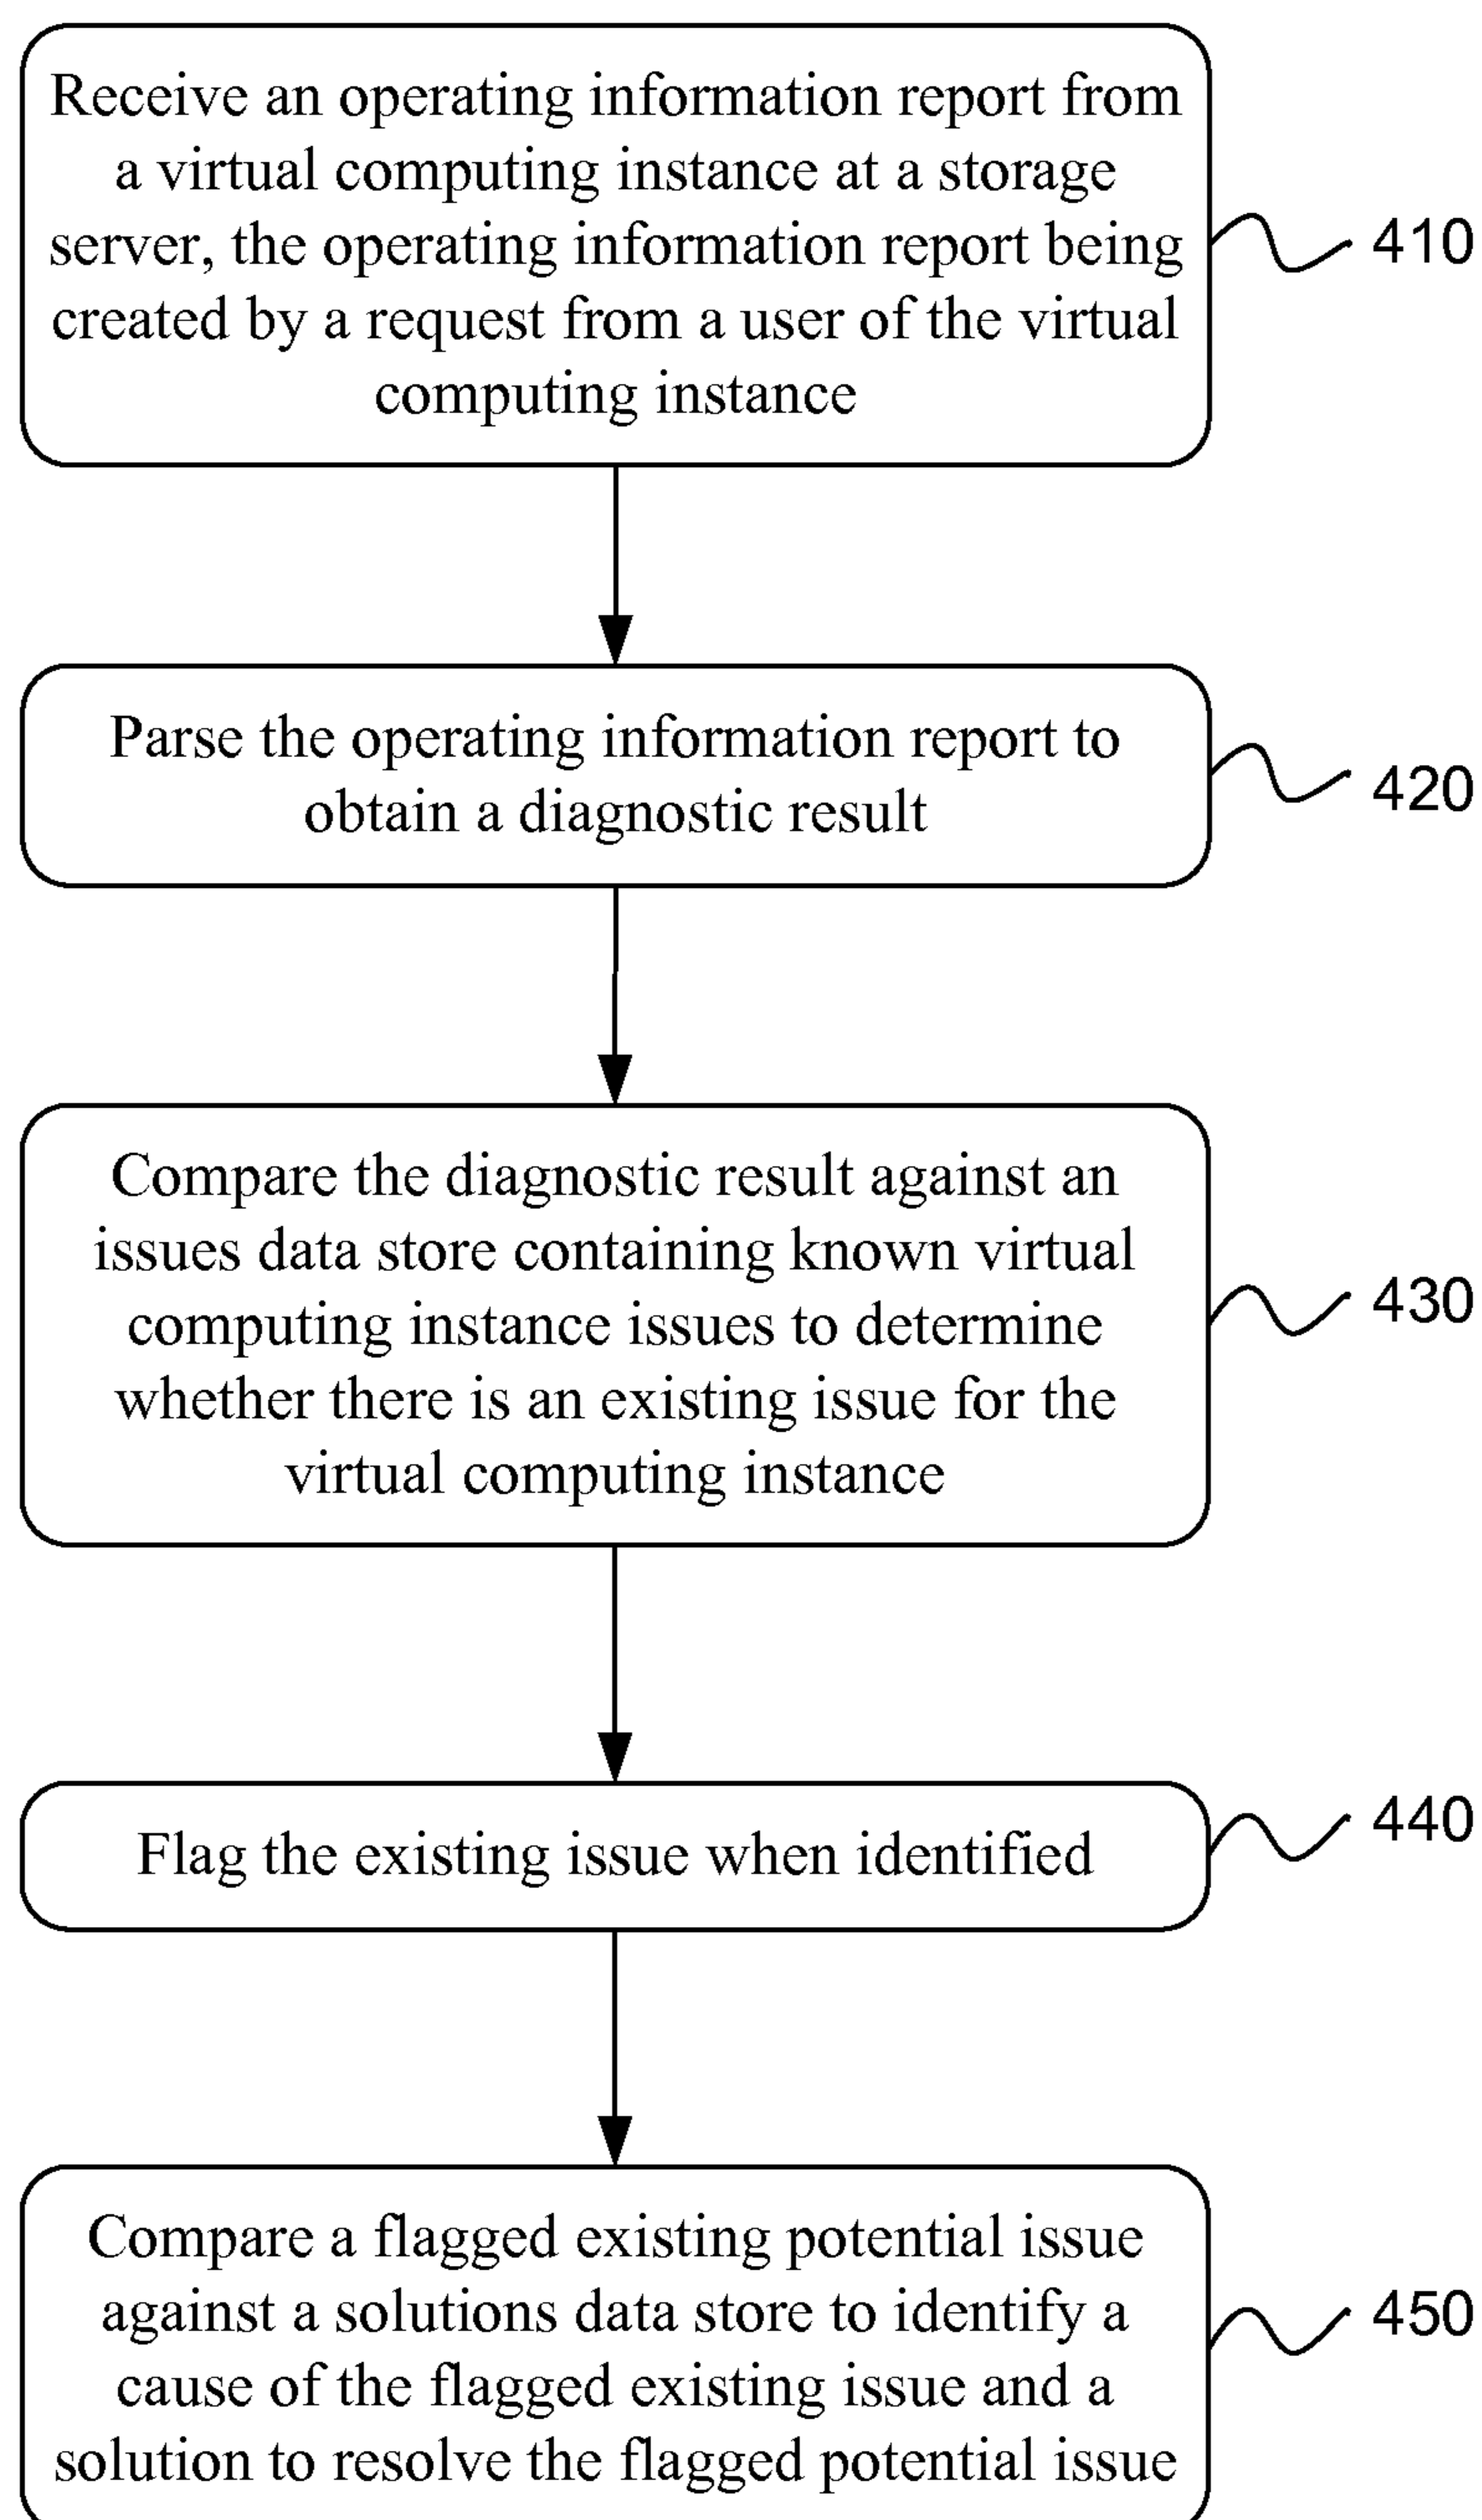 Receive an operating information report from
a virtual computing instance at a storage
server, the operating information report being
created by a request from a user of the virtual
computing instance
410
Parse the operating information report to
obtain a diagnostic result
420
Compare the diagnostic result against an
issues data store containing known virtual
computing instance issues to determine
whether there is an existing issue for the
virtual computing instance
430
Flag the existing issue when identified
440
Compare a flagged existing potential issue
against a solutions data store to identify a
cause of the flagged existing issue and a
solution to resolve the flagged potential issue
450